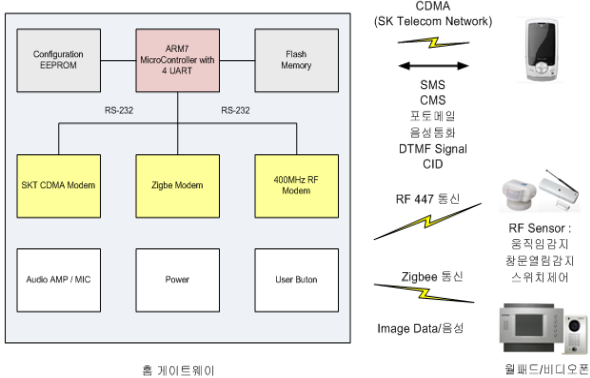 Configuration
EEPROM
ARM7
MicroController with
4 UART
Flash
Memory
RS-232
RS-232
SKT CDMA Modem
Zigbe Modem
400MHz RF
Modem
Audio AMP / MIC
Power
User Buton
홈 게이트웨이
CDMA
(SK Telecom Network)
SMS
CMS
포토메일
음성통화
DTMF Signal
CID
RF 447 통신
RF Sensor :
움직임감지
창문열림감지
스위치제어
Zigbee 통신
Image Data/음성
월패드/비디오폰